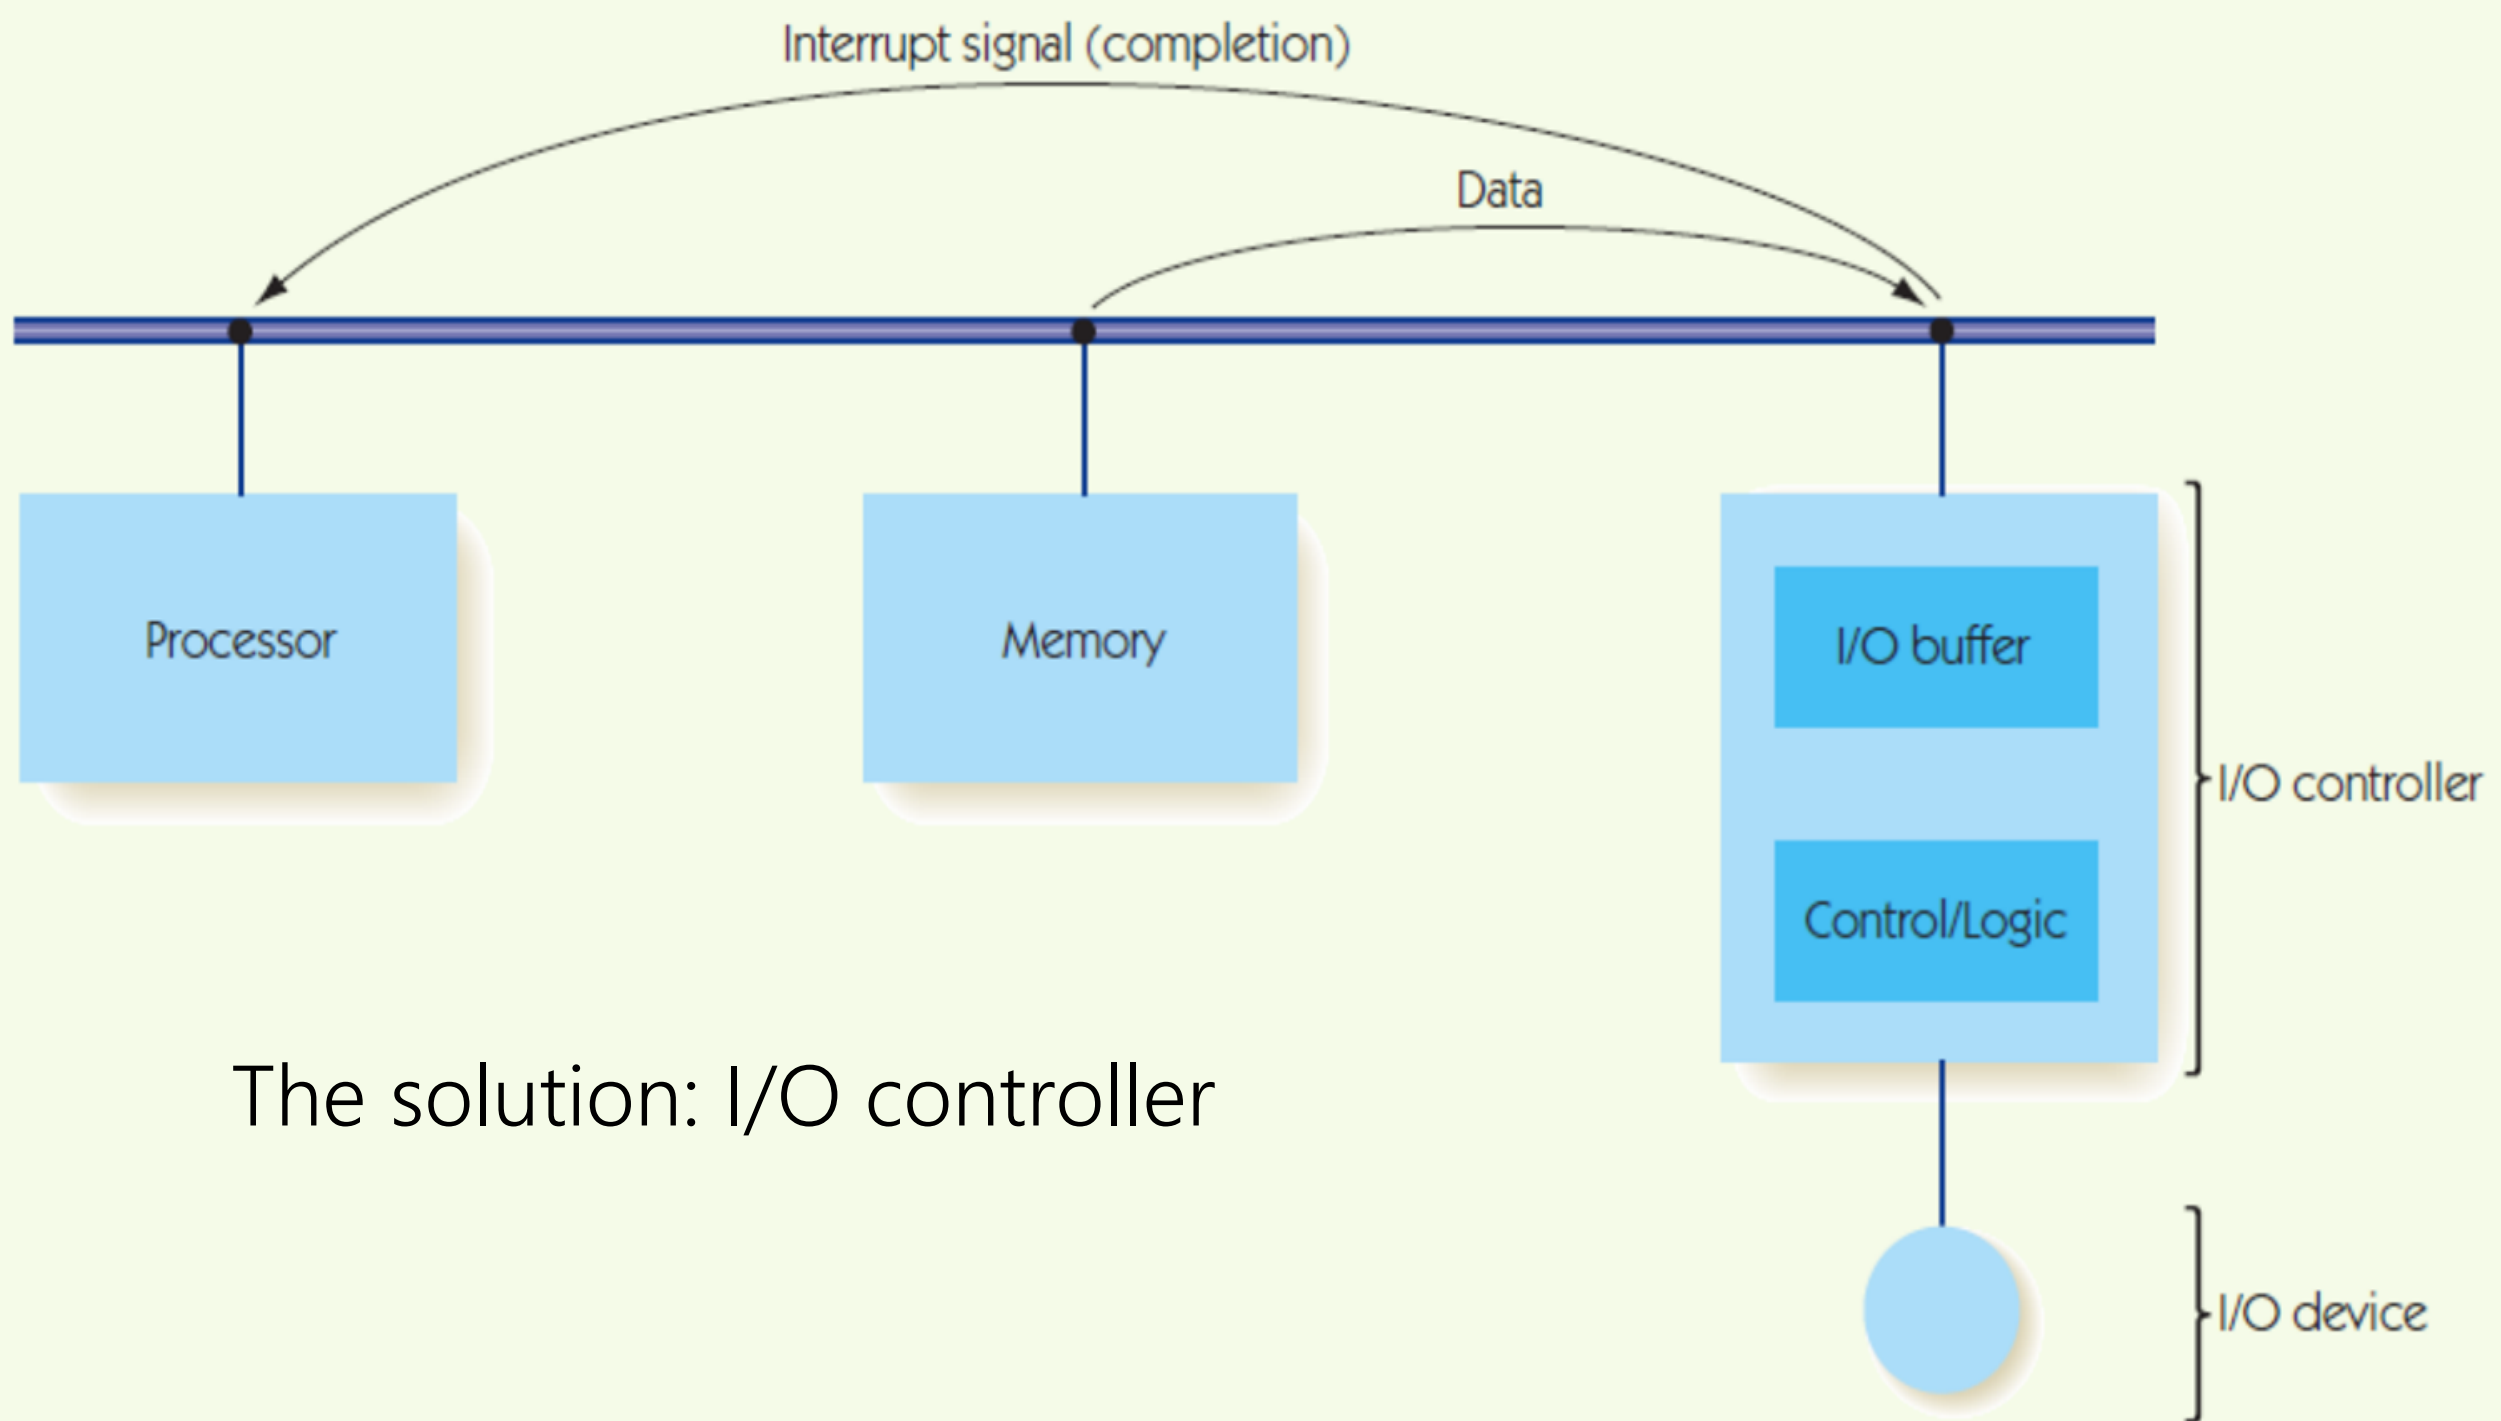 Interrupt signal (completion)
Data
Processor
Memory
I/O buffer
I/O controller
Control/Logic
The solution: I/O controller
I/O device